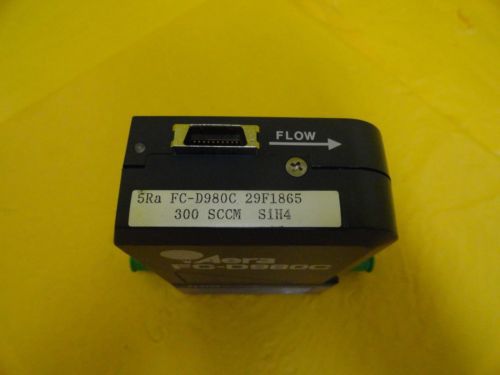 FLOW
5Ra FC-D980C 29F1865
300 SCCM SiH4
Aera
FC-D980C